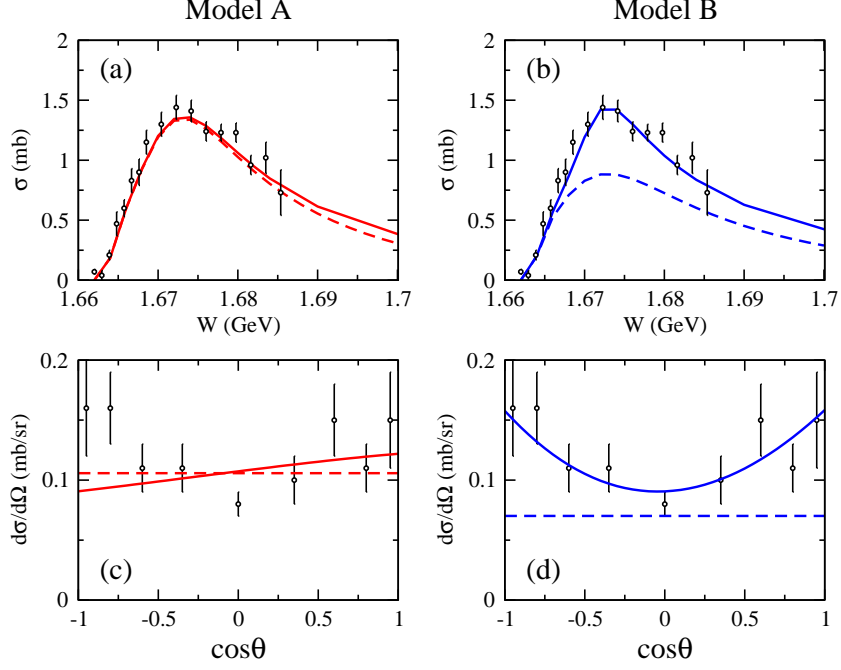 Model A
Model B
(a)
(b)
σ (mb)
σ (mb)
2
1.5
1
0.5
0
2
1.5
1
0.5
0
1.66
1.67
1.68
1.69
1.7
1.66
1.67
1.68
1.69
1.7
W (GeV)
W (GeV)
(c)
(d)
dσ/dΩ (mb/sr)
dσ/dΩ (mb/sr)
0.2
0.1
0
0.2
0.1
0
-1
-0.5
0
0.5
1
-1
-0.5
0
0.5
1
cosθ
cosθ